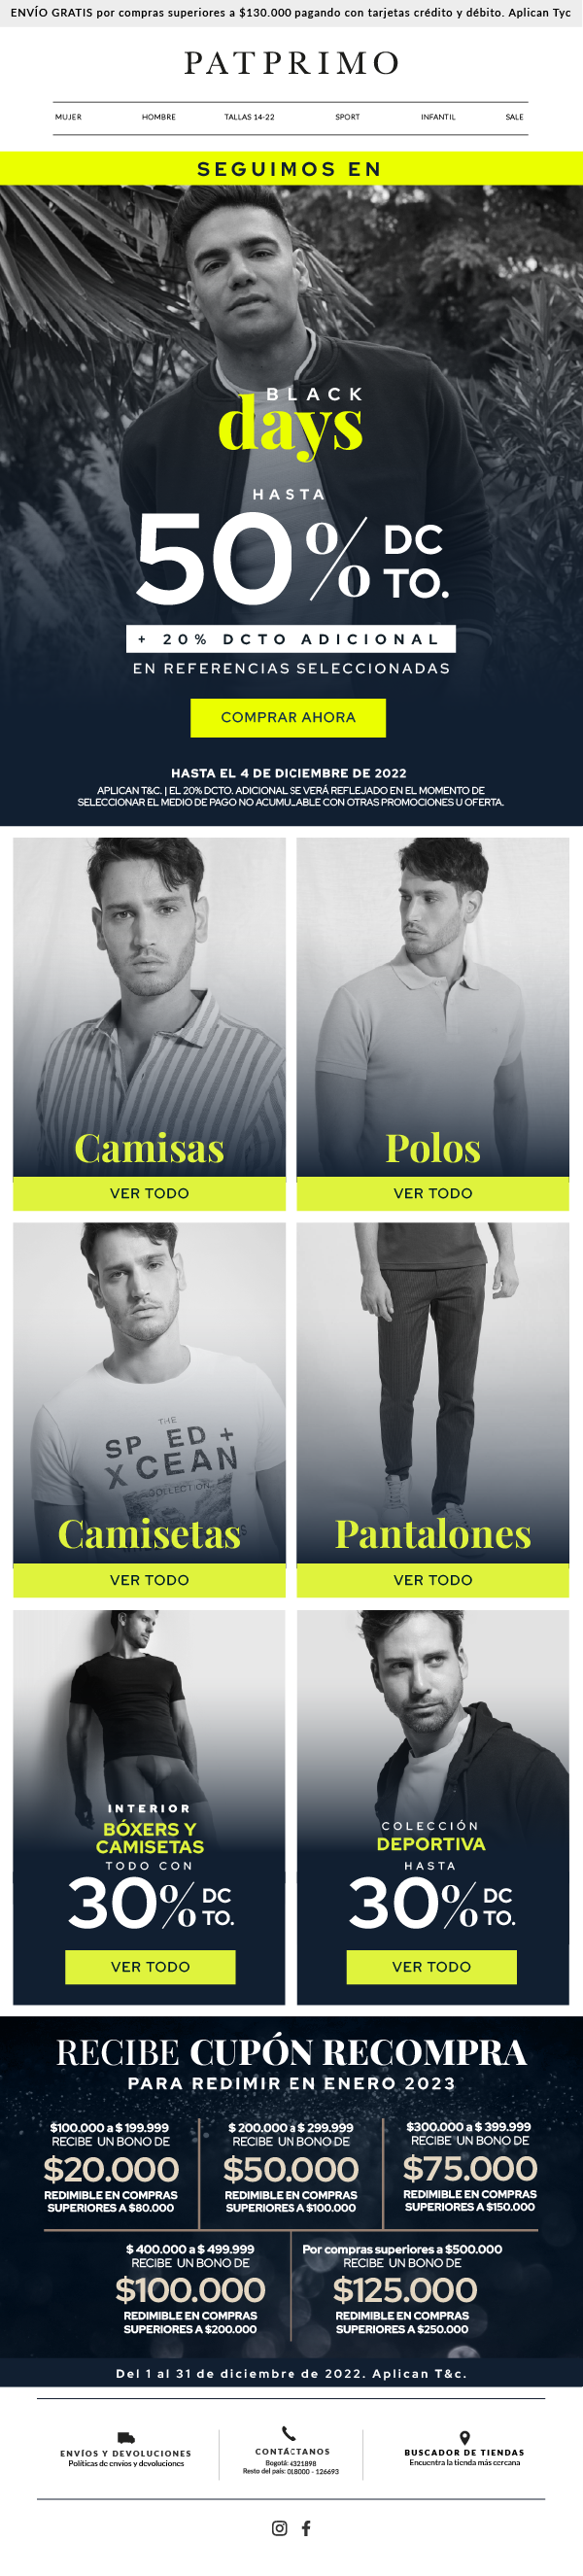 ENVÍO GRATIS por compras superiores a $130.000 pagando con tarjetas crédito y débito. Aplican Tyc
PATPRIMO
MUJER HOMBRE TALLAS 14-22 SPORT INFANTIL SALE
SEGUIMOS EN
BLACK
days
HASTA
50% DC TO.
+ 20% DCTO ADICIONAL
EN REFERENCIAS SELECCIONADAS
COMPRAR AHORA
HASTA EL 4 DE DICIEMBRE DE 2022
APLICAN T&C. | EL 20% DCTO. ADICIONAL SE VERÁ REFLEJADO EN EL MOMENTO DE
SELECCIONAR EL MEDIO DE PAGO NO ACUMULABLE CON OTRAS PROMOCIONES U OFERTA.
Camisas
VER TODO
Polos
VER TODO
THE
SP ED +
X CEAN
COLLECTION
Camisetas
VER TODO
Pantalones
VER TODO
INTERIOR
BÓXERS Y
CAMISETAS
TODO CON
30% DC TO.
VER TODO
COLECCIÓN
DEPORTIVA
HASTA
30% DC TO.
VER TODO
RECIBE CUPÓN RECOMPRA
PARA REDIMIR EN ENERO 2023
$100.000 a $ 199.999
RECIBE UN BONO DE
$20.000
REDIMIBLE EN COMPRAS
SUPERIORES A $80.000
$ 200.000 a $ 299.999
RECIBE UN BONO DE
$50.000
REDIMIBLE EN COMPRAS
SUPERIORES A $100.000
$300.000 a $ 399.999
RECIBE UN BONO DE
$75.000
REDIMIBLE EN COMPRAS
SUPERIORES A $150.000
$ 400.000 a $ 499.999
RECIBE UN BONO DE
$100.000
REDIMIBLE EN COMPRAS
SUPERIORES A $200.000
Por compras superiores a $500.000
RECIBE UN BONO DE
$125.000
REDIMIBLE EN COMPRAS
SUPERIORES A $250.000
Del 1 al 31 de diciembre de 2022. Aplican T&c.
ENVÍOS Y DEVOLUCIONES
Políticas de envíos y devoluciones
CONTÁCTANOS
Bogotá: 4321898
Resto del país: 018000 - 126693
BUSCADOR DE TIENDAS
Encuentra la tienda más cercana